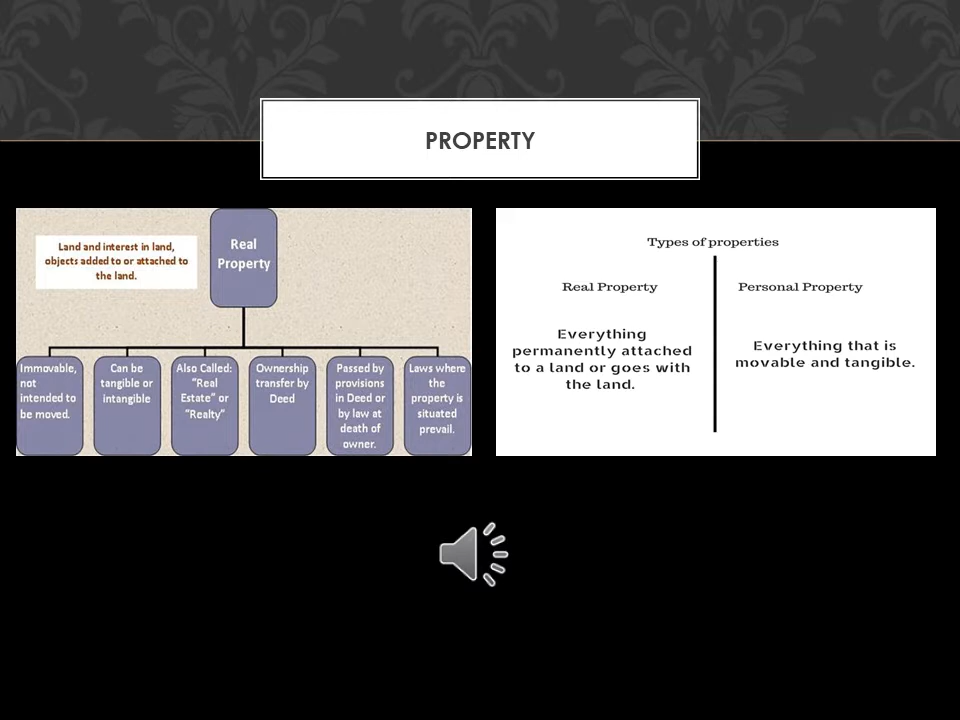 PROPERTY
Land and interest in land,
objects added to or attached to
the land.
Real
Property
Immovable,
not
intended to
be moved.
Can be
tangible or
intangible
Also Called:
"Real
Estate" or
"Realty"
Ownership
transfer by
Deed
Passed by
provisions
in Deed or
by law at
death of
owner.
Laws where
the
property is
situated
prevail.
Types of properties
Real Property
Everything
permanently attached
to a land or goes with
the land.
Personal Property
Everything that is
movable and tangible.